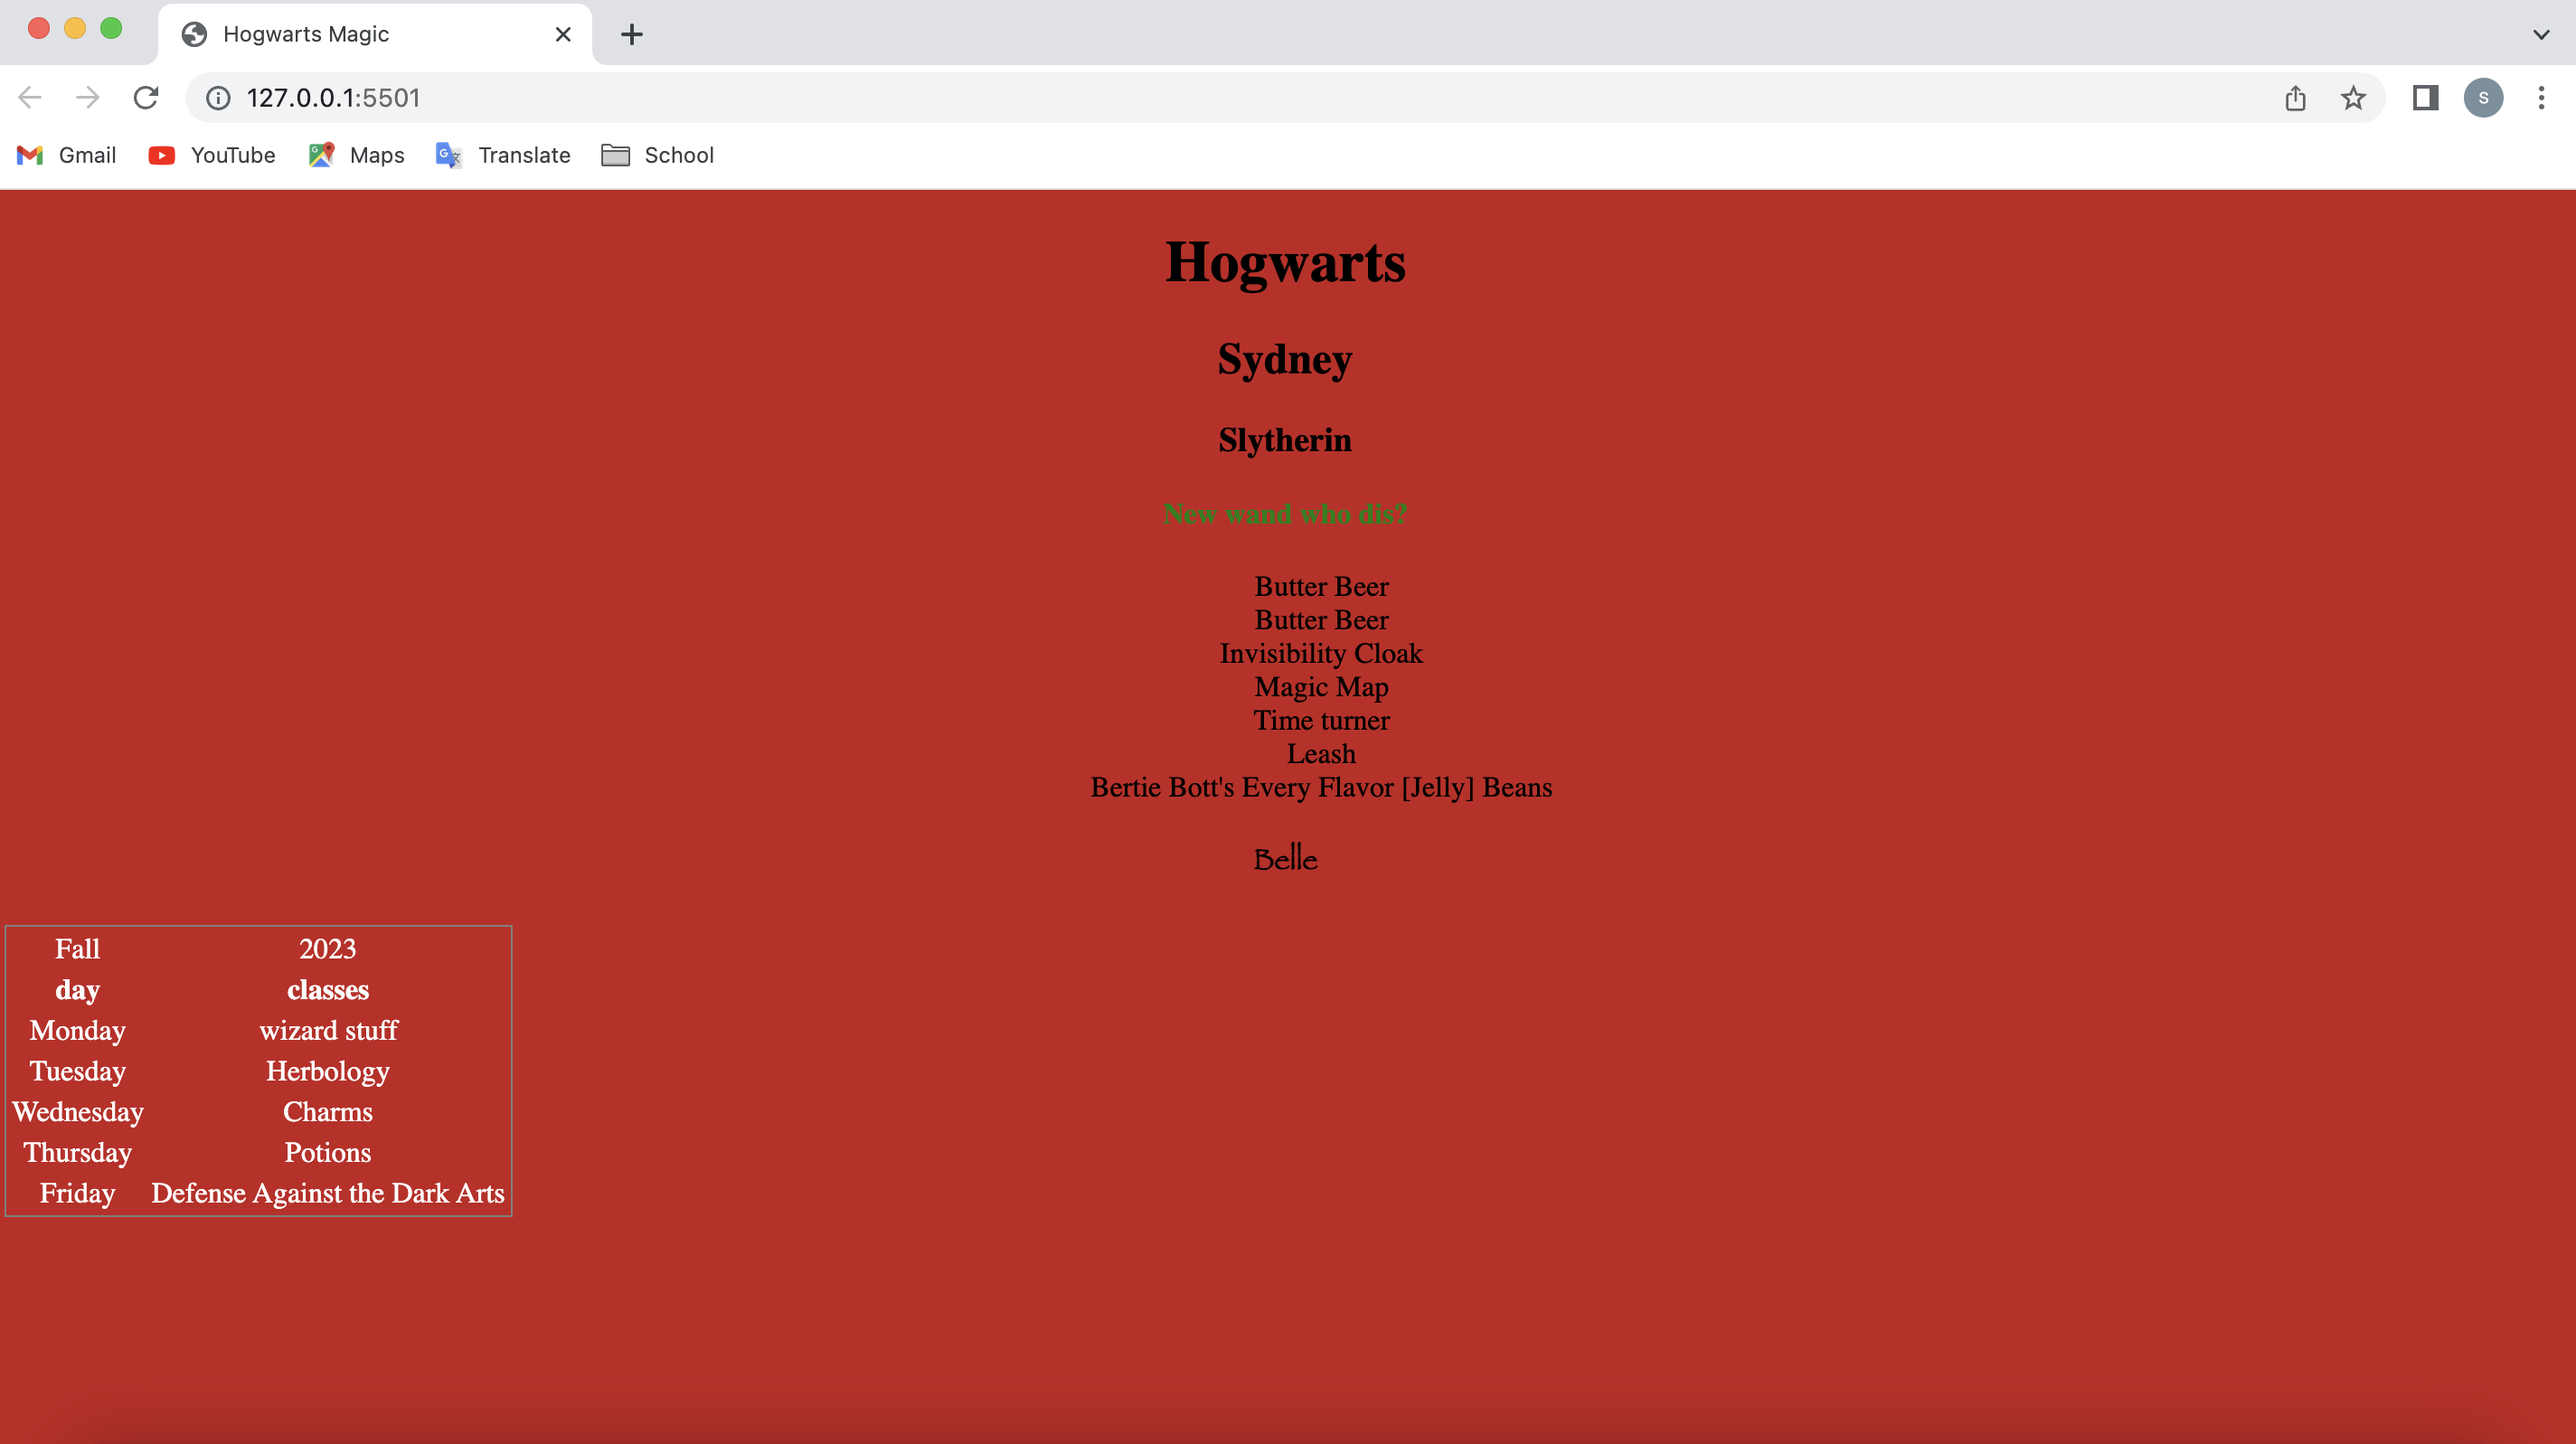 Hogwarts Magic
127.0.0.1:5501
S
Gmail YouTube Maps Translate School
Hogwarts
Sydney
Slytherin
New wand who dis?
Butter Beer
Butter Beer
Invisibility Cloak
Magic Map
Time turner
Leash
Bertie Bott's Every Flavor [Jelly] Beans
Belle
Fall 2023
day classes
Monday wizard stuff
Tuesday Herbology
Wednesday Charms
Thursday Potions
Friday Defense Against the Dark Arts